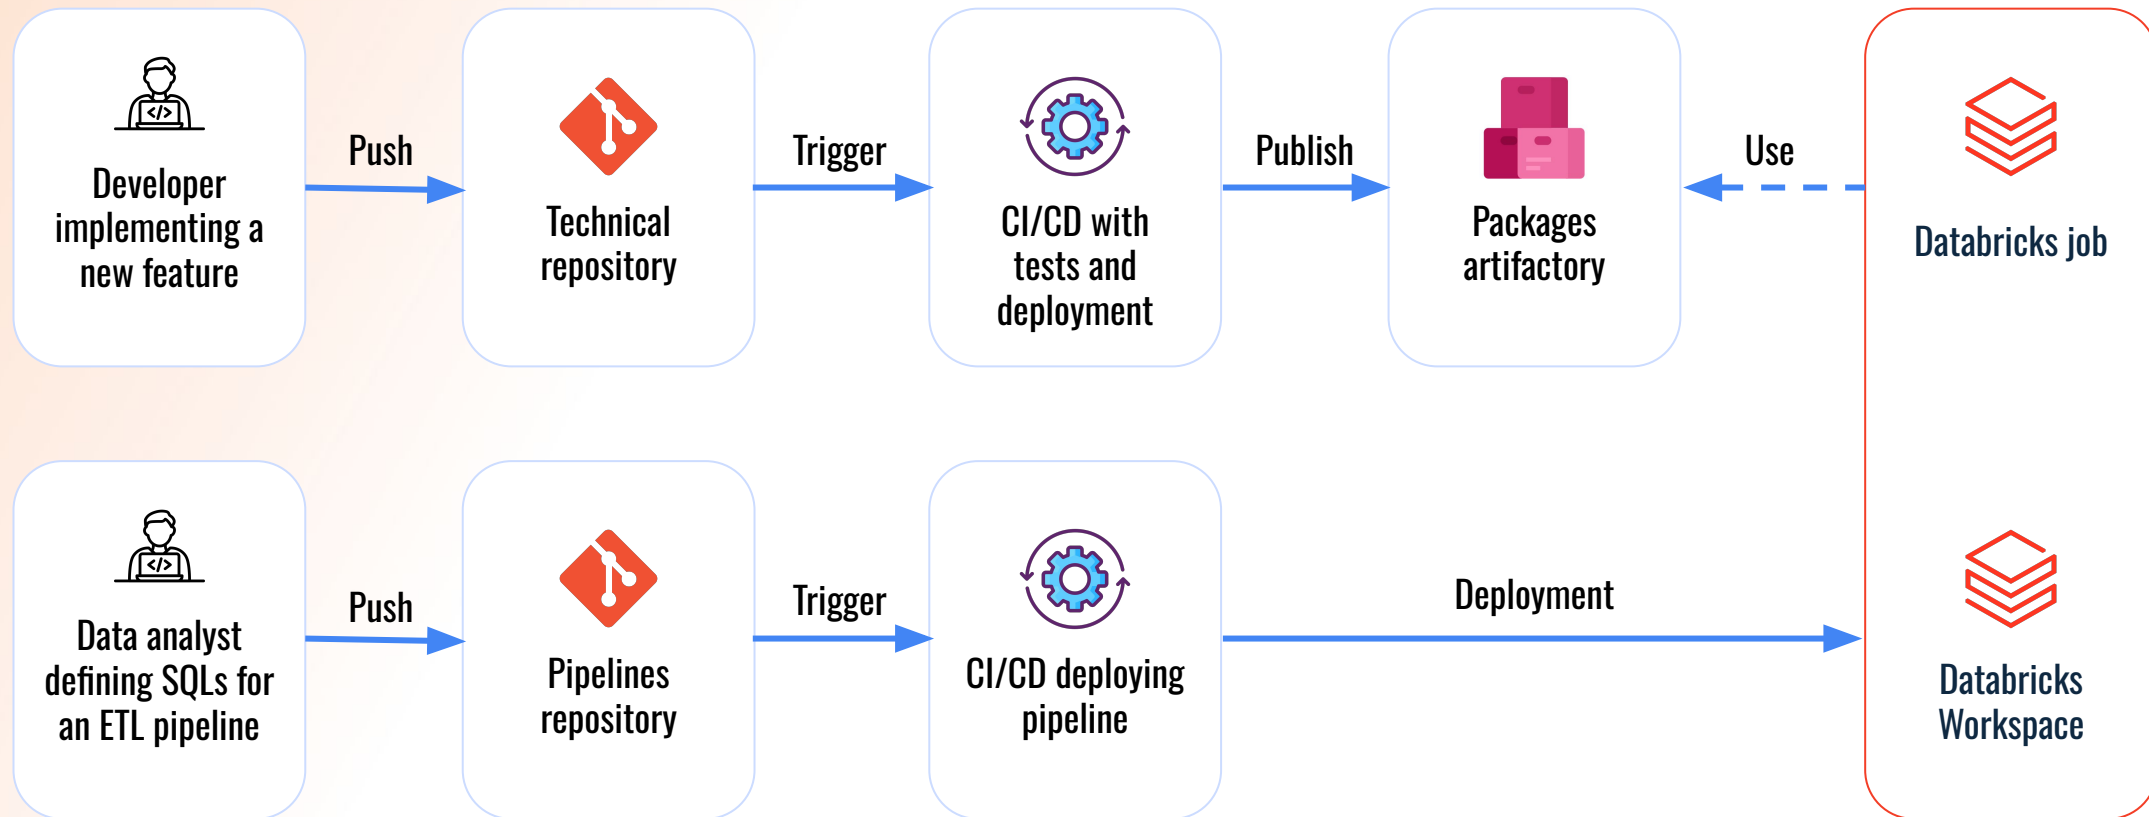 Developer
implementing a
new feature
Push
Technical
repository
Trigger
CI/CD with
tests and
deployment
Publish
Packages
artifactory
Use
Databricks job
Data analyst
defining SQLs for
an ETL pipeline
Push
Pipelines
repository
Trigger
CI/CD deploying
pipeline
Deployment
Databricks
Workspace